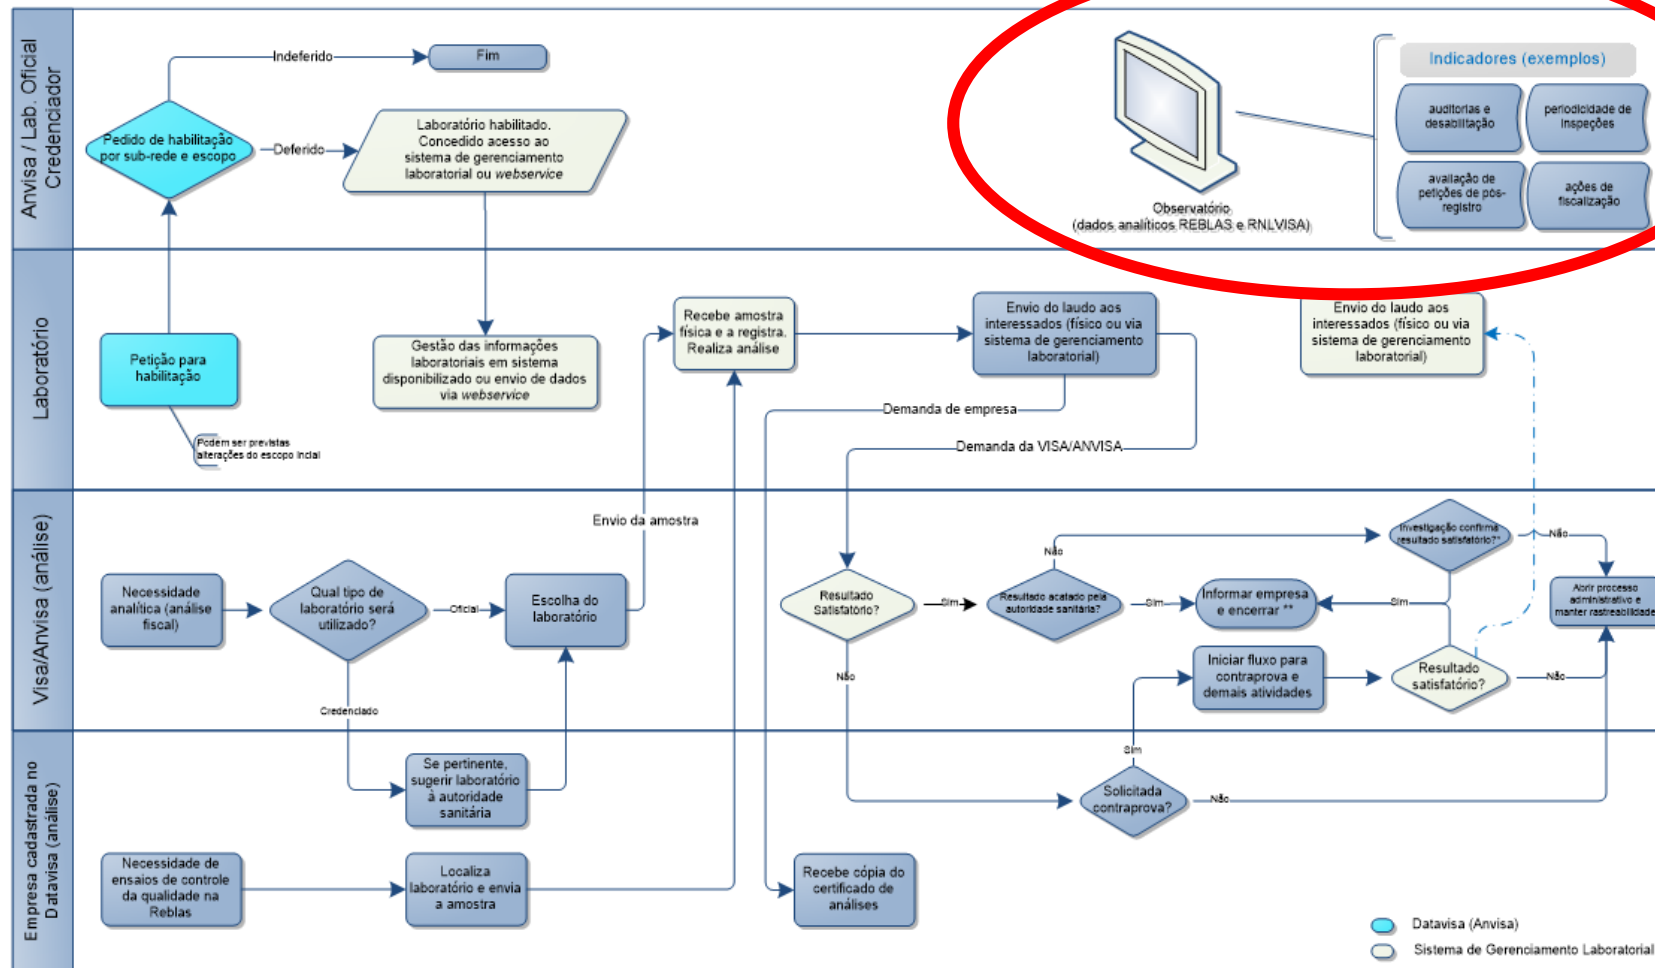 Anvisa / Lab. Oficial
Credenciador
Indeferido
Fim
Pedido de habilitação
por sub-rede e escopo
Deferido
Laboratório habilitado.
Concedido acesso ao
sistema de gerenciamento
laboratorial ou webservice
Observatório
(dados analíticos REBLAS e RNLVISA)
Indicadores (exemplos)
auditorias e
desabilitação
periodicidade de
inspeções
avaliação de
petições de pós-
registro
ações de
fiscalização
Laboratório
Petição para
habilitação
Podem ser previstas
alterações do escopo incial
Gestão das informações
laboratoriais em sistema
disponibilizado ou envio de dados
via webservice
Recebe amostra
física e a registra.
Realiza análise
Envio do laudo aos
interessados (físico ou via
sistema de gerenciamento
laboratorial)
Envio do laudo aos
interessados (físico ou via
sistema de gerenciamento
laboratorial)
Demanda de empresa
Demanda da VISA/ANVISA
Visa/Anvisa (análise)
Necessidade
analítica (análise
fiscal)
Qual tipo de
laboratório será
utilizado?
Oficial
Credenciado
Escolha do
laboratório
Envio da amostra
Resultado
Satisfatório?
Sim
Não
Resultado acatado pela
autoridade sanitária?
Não
Sim
Investigação confirma
resultado satisfatório?*
Não
Sim
Informar empresa
e encerrar **
Abrir processo
administrativo e
manter rastreabilidade
Iniciar fluxo para
contraprova e
demais atividades
Resultado
satisfatório?
Não
Empresa cadastrada no
Datavisa (análise)
Se pertinente,
sugerir laboratório
à autoridade
sanitária
Sim
Solicitada
contraprova?
Não
Necessidade de
ensaios de controle
da qualidade na
Reblas
Localiza
laboratório e envia
a amostra
Recebe cópia do
certificado de
análises
Datavisa (Anvisa)
Sistema de Gerenciamento Laboratorial